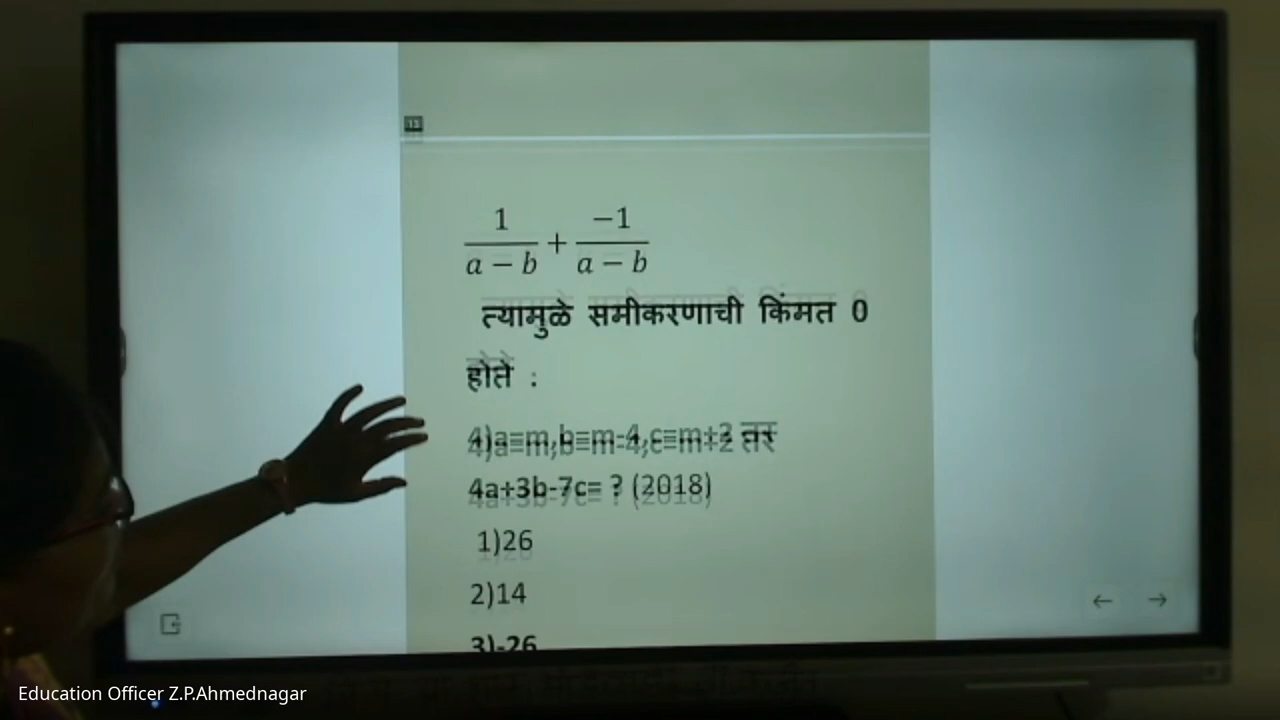 13
1/(a − b) + −1/(a − b)
त्यामुळे समीकरणाची किंमत 0
होते :
4)a=m,b=m-4,c=m+2 तर
4a+3b-7c= ? (2018)
1)26
2)14
3)-26
Education Officer Z.P.Ahmednagar